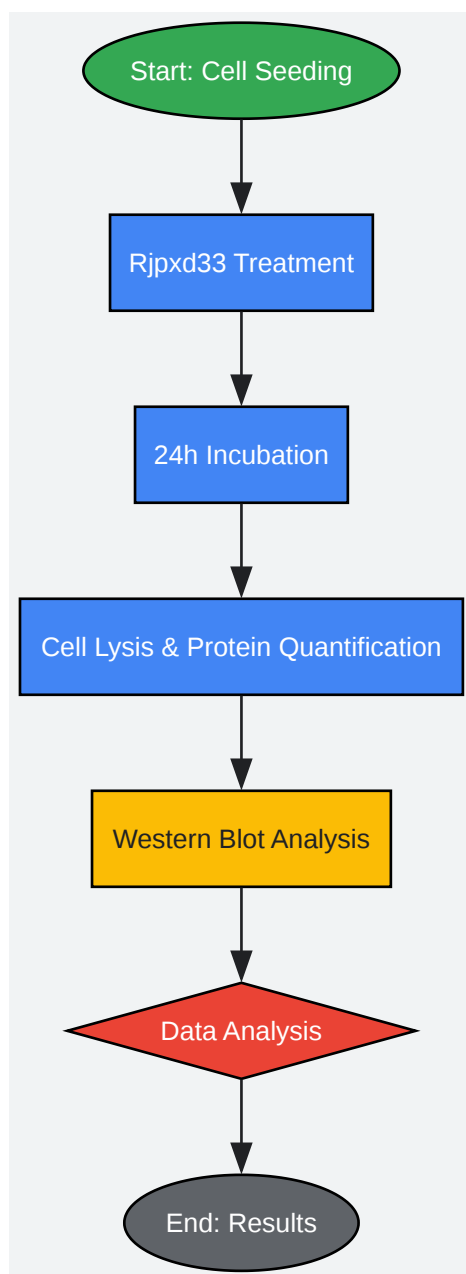 Start: Cell Seeding
Rjpxd33 Treatment
24h Incubation
Cell Lysis & Protein Quantification
Western Blot Analysis
Data Analysis
End: Results